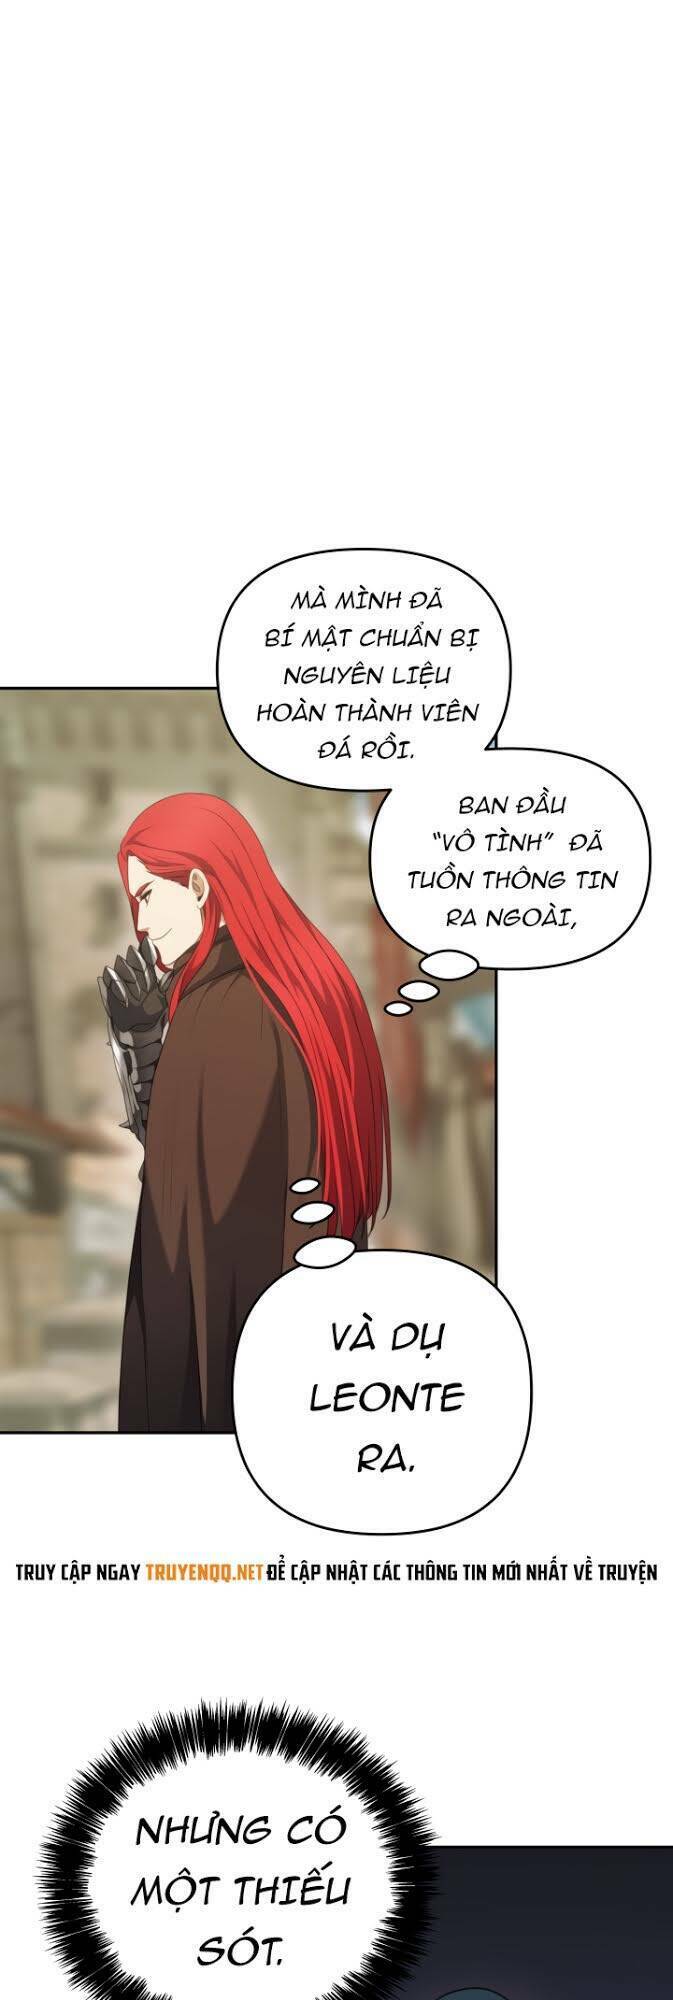 MÀ MÌNH ĐÃ
BÍ MẬT CHUẨN BỊ
NGUYÊN LIỆU
HOÀN THÀNH VIÊN
ĐÁ RỒI.
BAN ĐẦU
"VÔ TÌNH" ĐÃ
TUỒN THÔNG TIN
RA NGOÀI,
VÀ DỤ
LEONTE
RA.
TRUY CẬP NGAY TRUYENQQ.NET ĐỂ CẬP NHẬT CÁC THÔNG TIN MỚI NHẤT VỀ TRUYỆN
NHƯNG CÓ
MỘT THIẾU
SÓT.